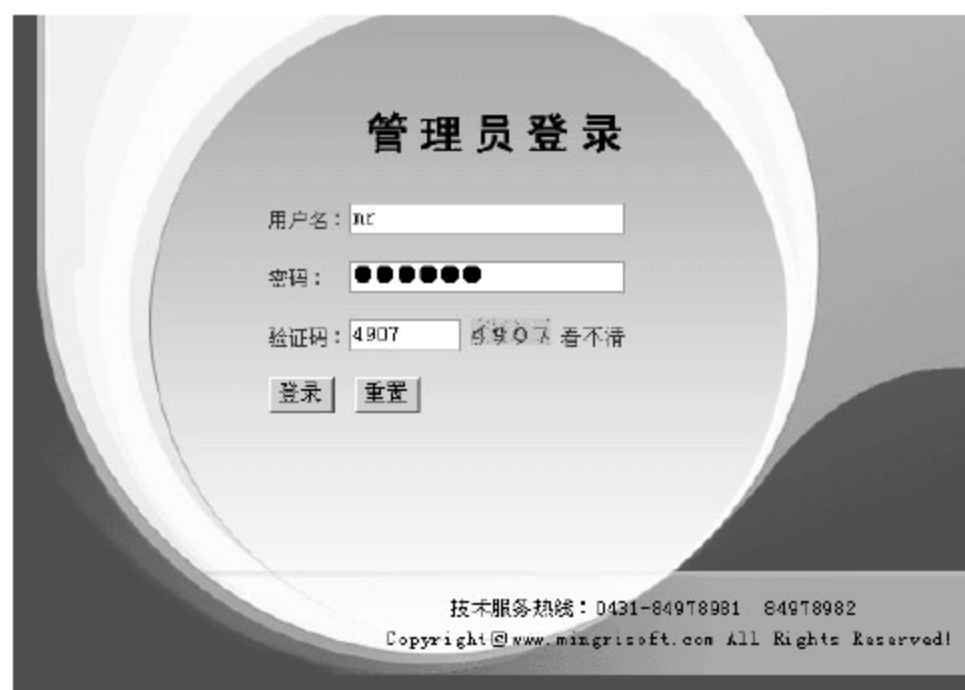 管理员登录
用户名：mr
密码：●●●●●●
验证码：4907 4907 看不清
登录 重置
技术服务热线：0431-84978981 84978982
Copyright©www.mingrisoft.com All Rights Reserved!